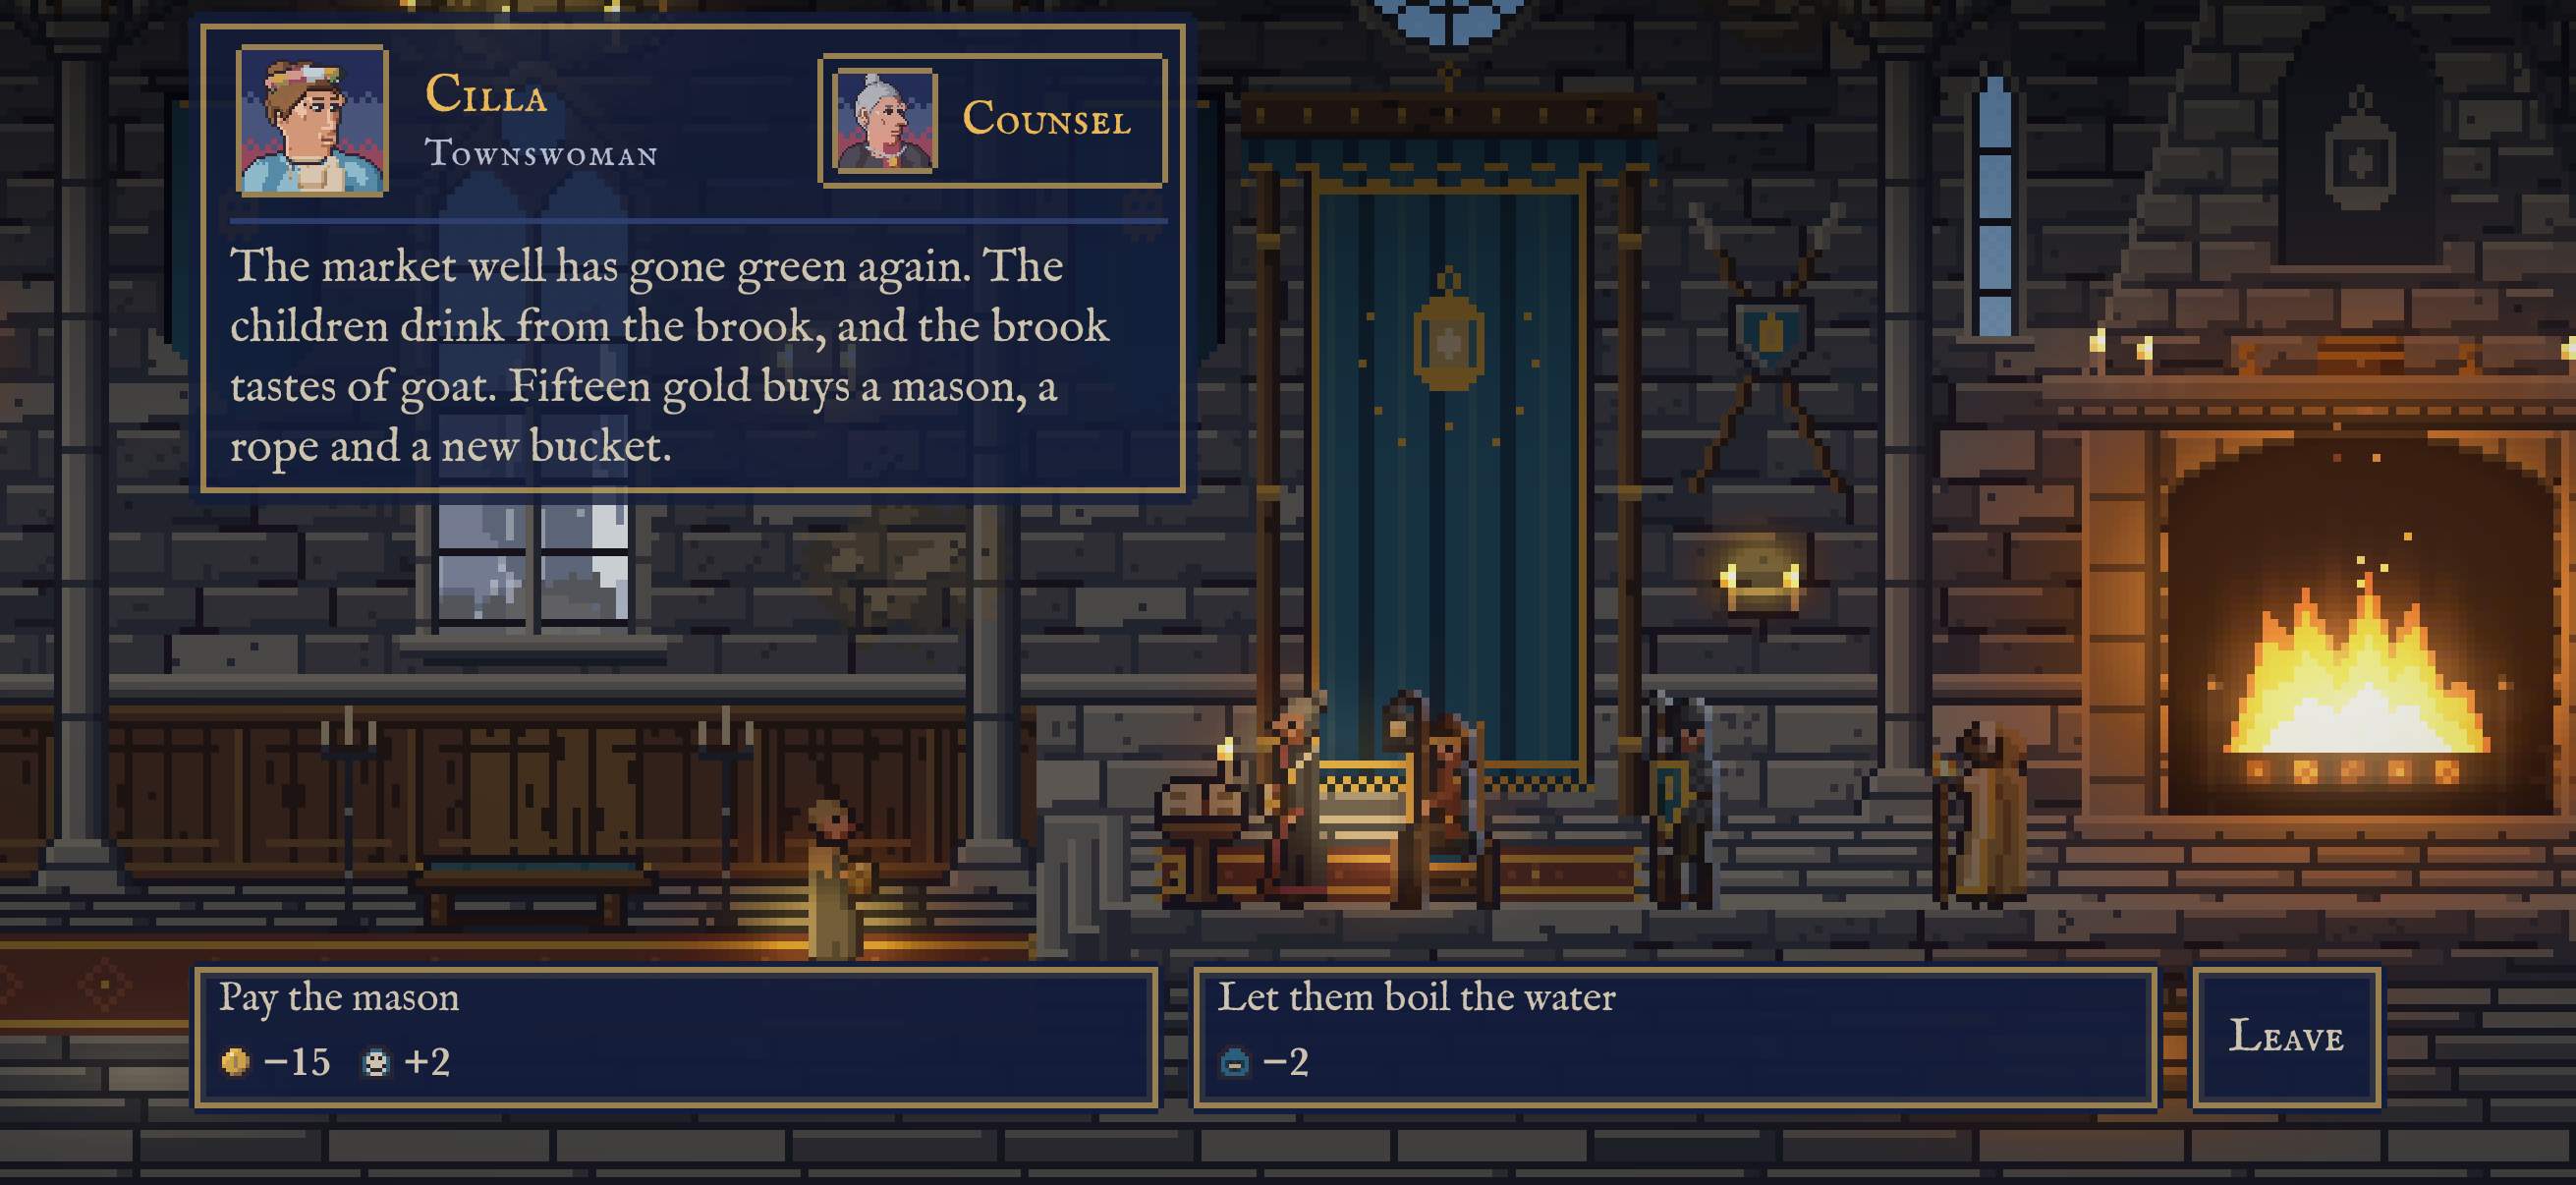 Cilla
Townswoman
Counsel
The market well has gone green again. The
children drink from the brook, and the brook
tastes of goat. Fifteen gold buys a mason, a
rope and a new bucket.
Pay the mason
−15 +2
Let them boil the water
−2
Leave